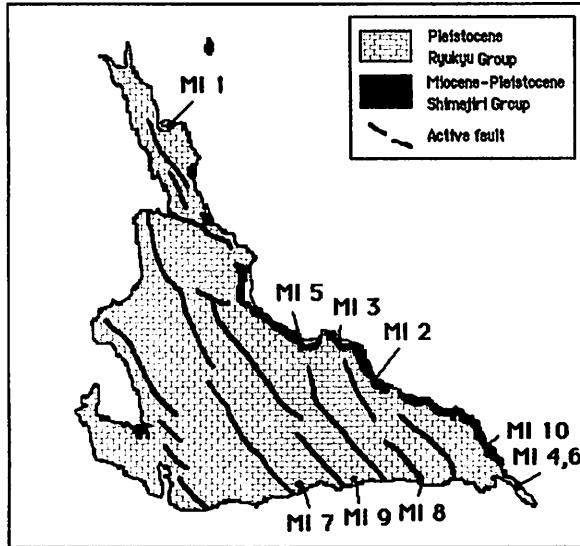 Pleistocene
Ryukyu Group
Miocene-Pleistocene
Shimajiri Group
Active fault
MI 1
MI 5
MI 3
MI 2
MI 10
MI 4,6
MI 7
MI 9
MI 8